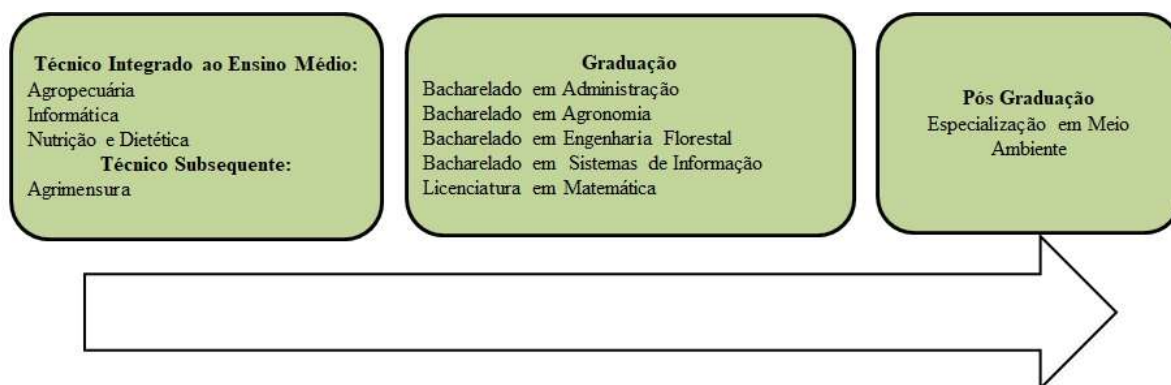 Técnico Integrado ao Ensino Médio:
Agropecuária
Informática
Nutrição e Dietética
Técnico Subsequente:
Agrimensura
Graduação
Bacharelado em Administração
Bacharelado em Agronomia
Bacharelado em Engenharia Florestal
Bacharelado em Sistemas de Informação
Licenciatura em Matemática
Pós Graduação
Especialização em Meio
Ambiente